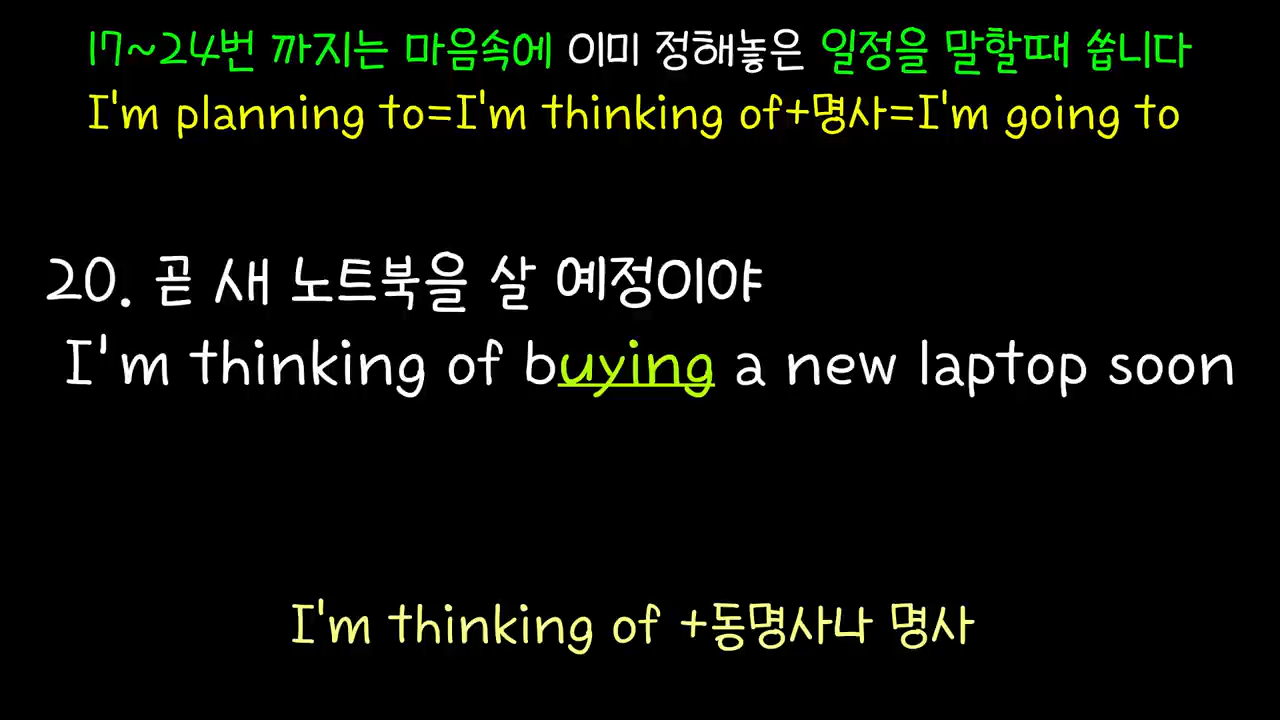 17~24번 까지는 마음속에 이미 정해놓은 일정을 말할때 씁니다
I'm planning to=I'm thinking of+명사=I'm going to
20. 곧 새 노트북을 살 예정이야
I'm thinking of buying a new laptop soon
I'm thinking of +동명사나 명사